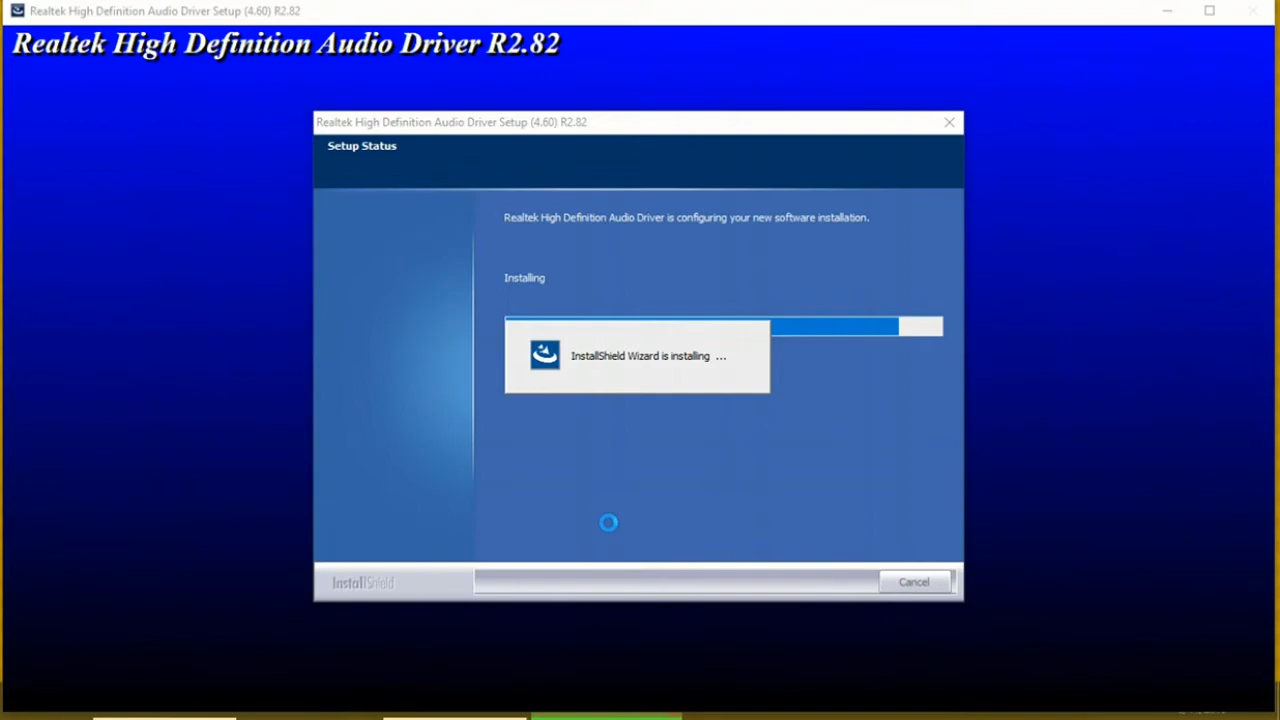 Realtek High Definition Audio Driver Setup (4.60) R2.82
Realtek High Definition Audio Driver R2.82
Realtek High Definition Audio Driver Setup (4.60) R2.82
Setup Status
Realtek High Definition Audio Driver is configuring your new software installation.
Installing
InstallShield Wizard is installing ...
InstallShield
Cancel